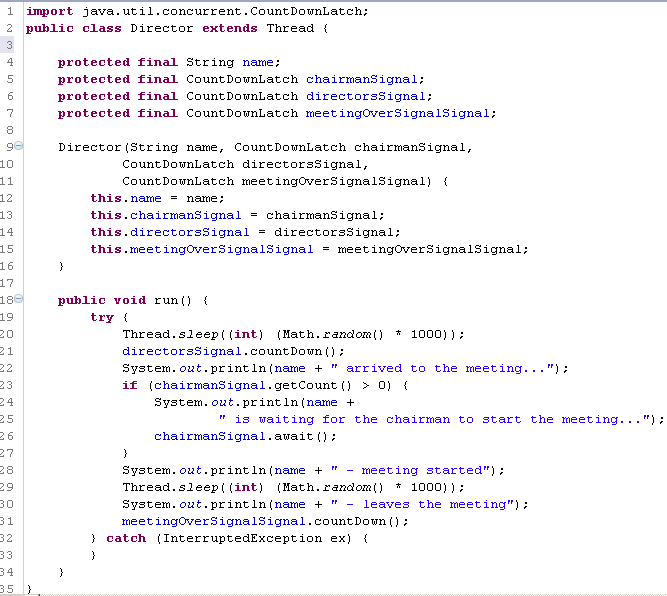 1 import java.util.concurrent.CountDownLatch;
2 public class Director extends Thread {
3
4     protected final String name;
5     protected final CountDownLatch chairmanSignal;
6     protected final CountDownLatch directorsSignal;
7     protected final CountDownLatch meetingOverSignalSignal;
8
9     Director(String name, CountDownLatch chairmanSignal,
10             CountDownLatch directorsSignal,
11             CountDownLatch meetingOverSignalSignal) {
12         this.name = name;
13         this.chairmanSignal = chairmanSignal;
14         this.directorsSignal = directorsSignal;
15         this.meetingOverSignalSignal = meetingOverSignalSignal;
16     }
17
18     public void run() {
19         try {
20             Thread.sleep((int) (Math.random() * 1000));
21             directorsSignal.countDown();
22             System.out.println(name + " arrived to the meeting...");
23             if (chairmanSignal.getCount() > 0) {
24                 System.out.println(name +
25                         " is waiting for the chairman to start the meeting...");
26                 chairmanSignal.await();
27             }
28             System.out.println(name + " - meeting started");
29             Thread.sleep((int) (Math.random() * 1000));
30             System.out.println(name + " - leaves the meeting");
31             meetingOverSignalSignal.countDown();
32         } catch (InterruptedException ex) {
33         }
34     }
35 }